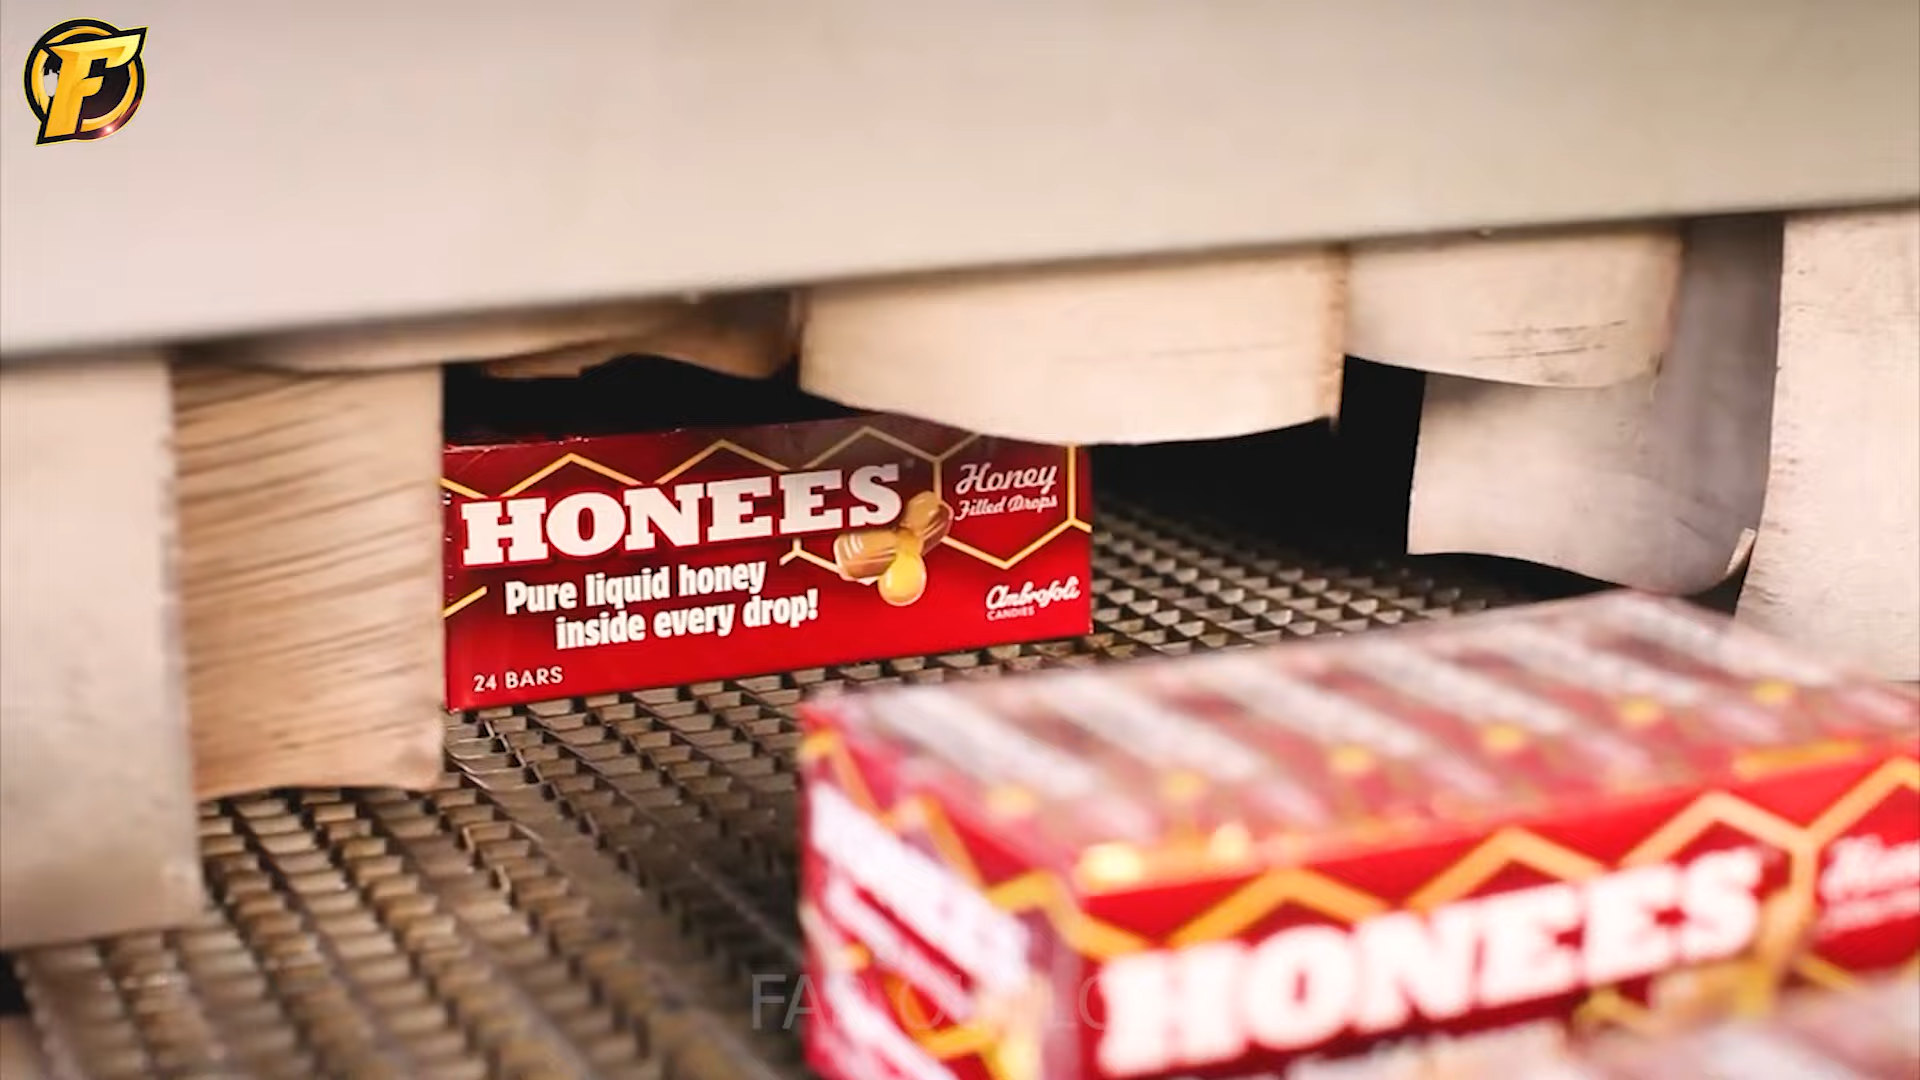 F
HONEES
Honey
Filled Drops
Pure liquid honey
inside every drop!
Ambrosoli
CANDIES
24 BARS
HONEES